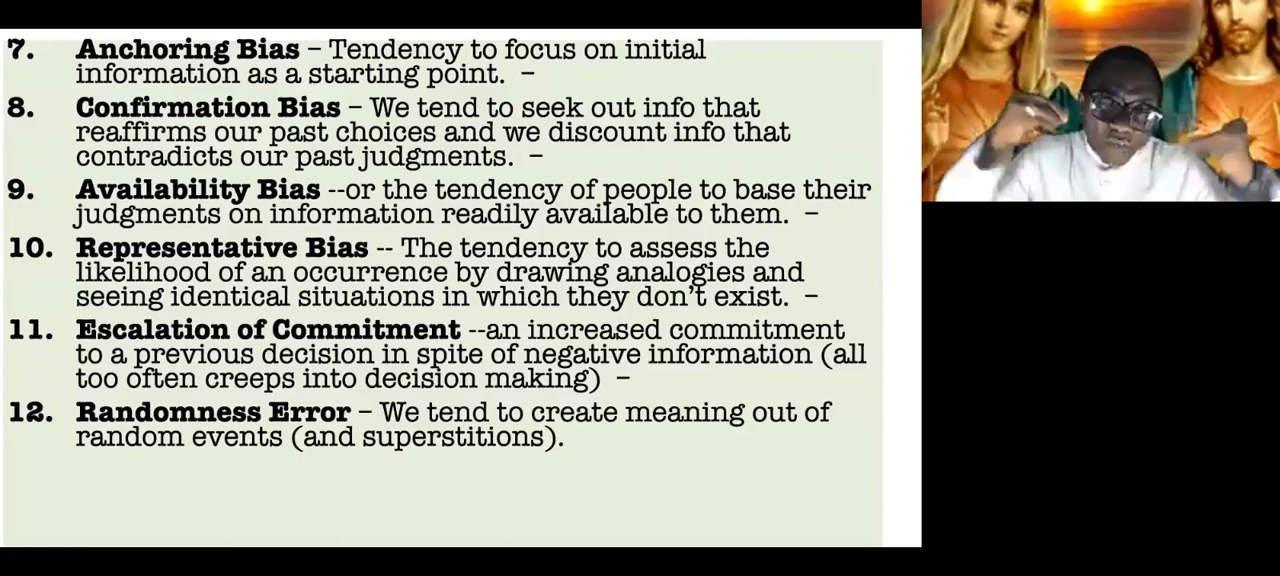 7. Anchoring Bias – Tendency to focus on initial
information as a starting point. –
8. Confirmation Bias – We tend to seek out info that
reaffirms our past choices and we discount info that
contradicts our past judgments. –
9. Availability Bias --or the tendency of people to base their
judgments on information readily available to them. –
10. Representative Bias -- The tendency to assess the
likelihood of an occurrence by drawing analogies and
seeing identical situations in which they don't exist. –
11. Escalation of Commitment --an increased commitment
to a previous decision in spite of negative information (all
too often creeps into decision making) –
12. Randomness Error – We tend to create meaning out of
random events (and superstitions).